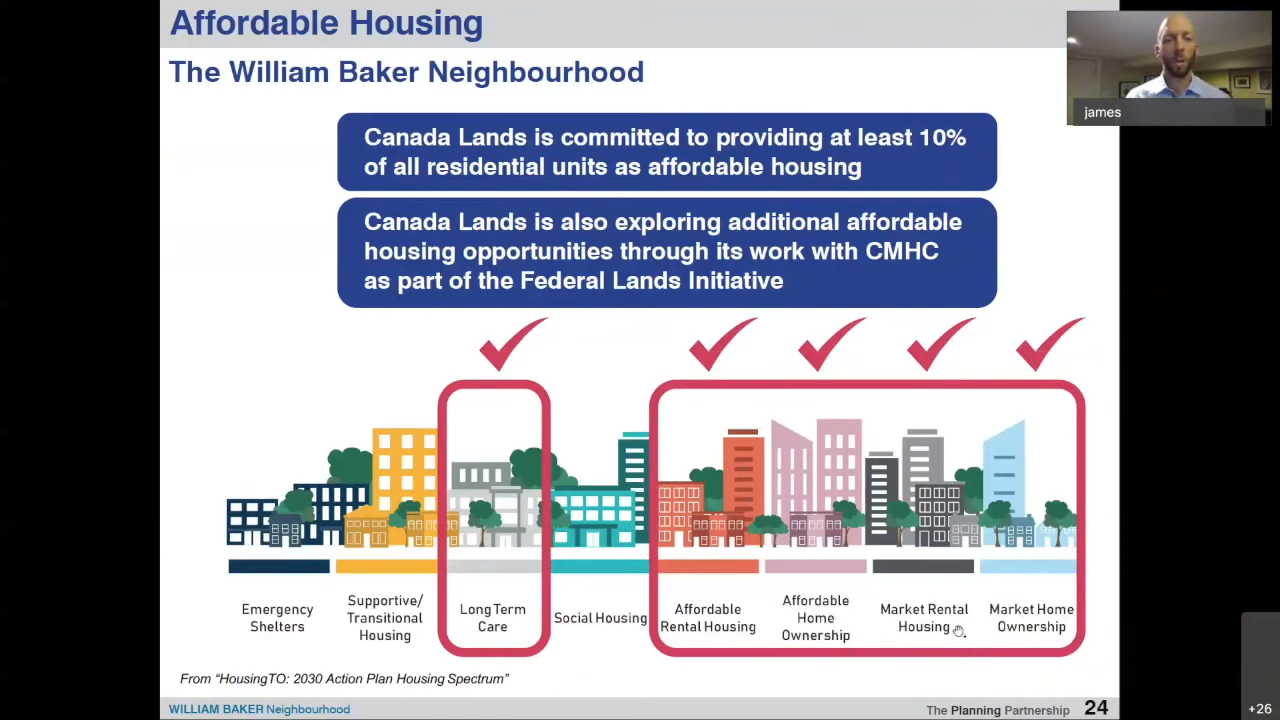 Affordable Housing
The William Baker Neighbourhood
james
Canada Lands is committed to providing at least 10%
of all residential units as affordable housing
Canada Lands is also exploring additional affordable
housing opportunities through its work with CMHC
as part of the Federal Lands Initiative
Emergency
Shelters
Supportive/
Transitional
Housing
Long Term
Care
Social Housing
Affordable
Rental Housing
Affordable
Home
Ownership
Market Rental
Housing
Market Home
Ownership
From “HousingTO: 2030 Action Plan Housing Spectrum”
WILLIAM BAKER Neighbourhood
The Planning Partnership 24
+26